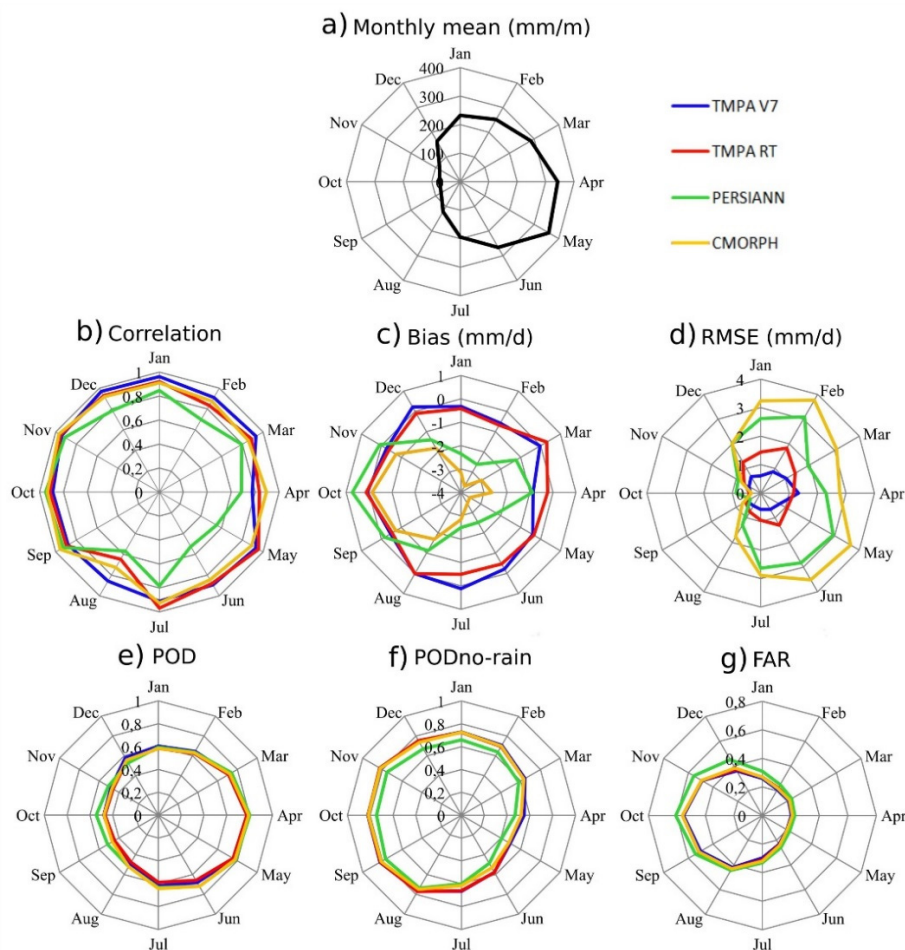 a) Monthly mean (mm/m)
Jan
Feb
Mar
Apr
May
Jun
Jul
Aug
Sep
Oct
Nov
Dec
400
300
200
100
0
TMPA V7
TMPA RT
PERSIANN
CMORPH
b) Correlation
Jan
Feb
Mar
Apr
May
Jun
Jul
Aug
Sep
Oct
Nov
Dec
1
0,8
0,6
0,4
0,2
0
c) Bias (mm/d)
Jan
Feb
Mar
Apr
May
Jun
Jul
Aug
Sep
Oct
Nov
Dec
1
0
-1
-2
-3
-4
d) RMSE (mm/d)
Jan
Feb
Mar
Apr
May
Jun
Jul
Aug
Sep
Oct
Nov
Dec
4
3
2
1
0
e) POD
Jan
Feb
Mar
Apr
May
Jun
Jul
Aug
Sep
Oct
Nov
Dec
1
0,8
0,6
0,4
0,2
0
f) PODno-rain
Jan
Feb
Mar
Apr
May
Jun
Jul
Aug
Sep
Oct
Nov
Dec
1
0,8
0,6
0,4
0,2
0
g) FAR
Jan
Feb
Mar
Apr
May
Jun
Jul
Aug
Sep
Oct
Nov
Dec
0,8
0,6
0,4
0,2
0